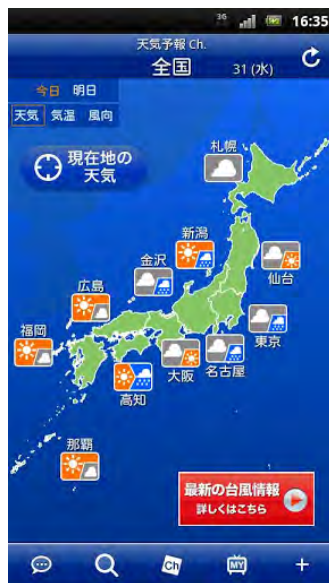 3G 16:35
天気予報 Ch.
全国 31 (水)
今日 明日
天気 気温 風向
現在地の
天気
札幌
新潟
金沢
仙台
広島
福岡
東京
名古屋
大阪
高知
那覇
最新の台風情報
詳しくはこちら
Ch
MY